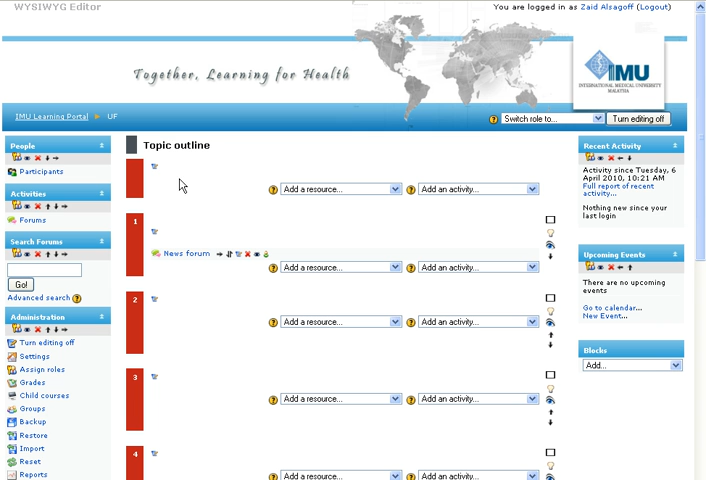 WYSIWYG Editor
You are logged in as Zaid Alsagoff (Logout)
Together, Learning for Health
IMU
INTERNATIONAL MEDICAL UNIVERSITY
MALAYSIA
IMU Learning Portal ► UF
Switch role to...
Turn editing off
People
Participants
Activities
Forums
Search Forums
Go!
Advanced search
Administration
Turn editing off
Settings
Assign roles
Grades
Child courses
Groups
Backup
Restore
Import
Reset
Reports
Topic outline
Add a resource...
Add an activity...
1
News forum
Add a resource...
Add an activity...
2
Add a resource...
Add an activity...
3
Add a resource...
Add an activity...
4
Add a resource...
Add an activity...
Recent Activity
Activity since Tuesday, 6
April 2010, 10:21 AM
Full report of recent
activity...
Nothing new since your
last login
Upcoming Events
There are no upcoming
events
Go to calendar...
New Event...
Blocks
Add...